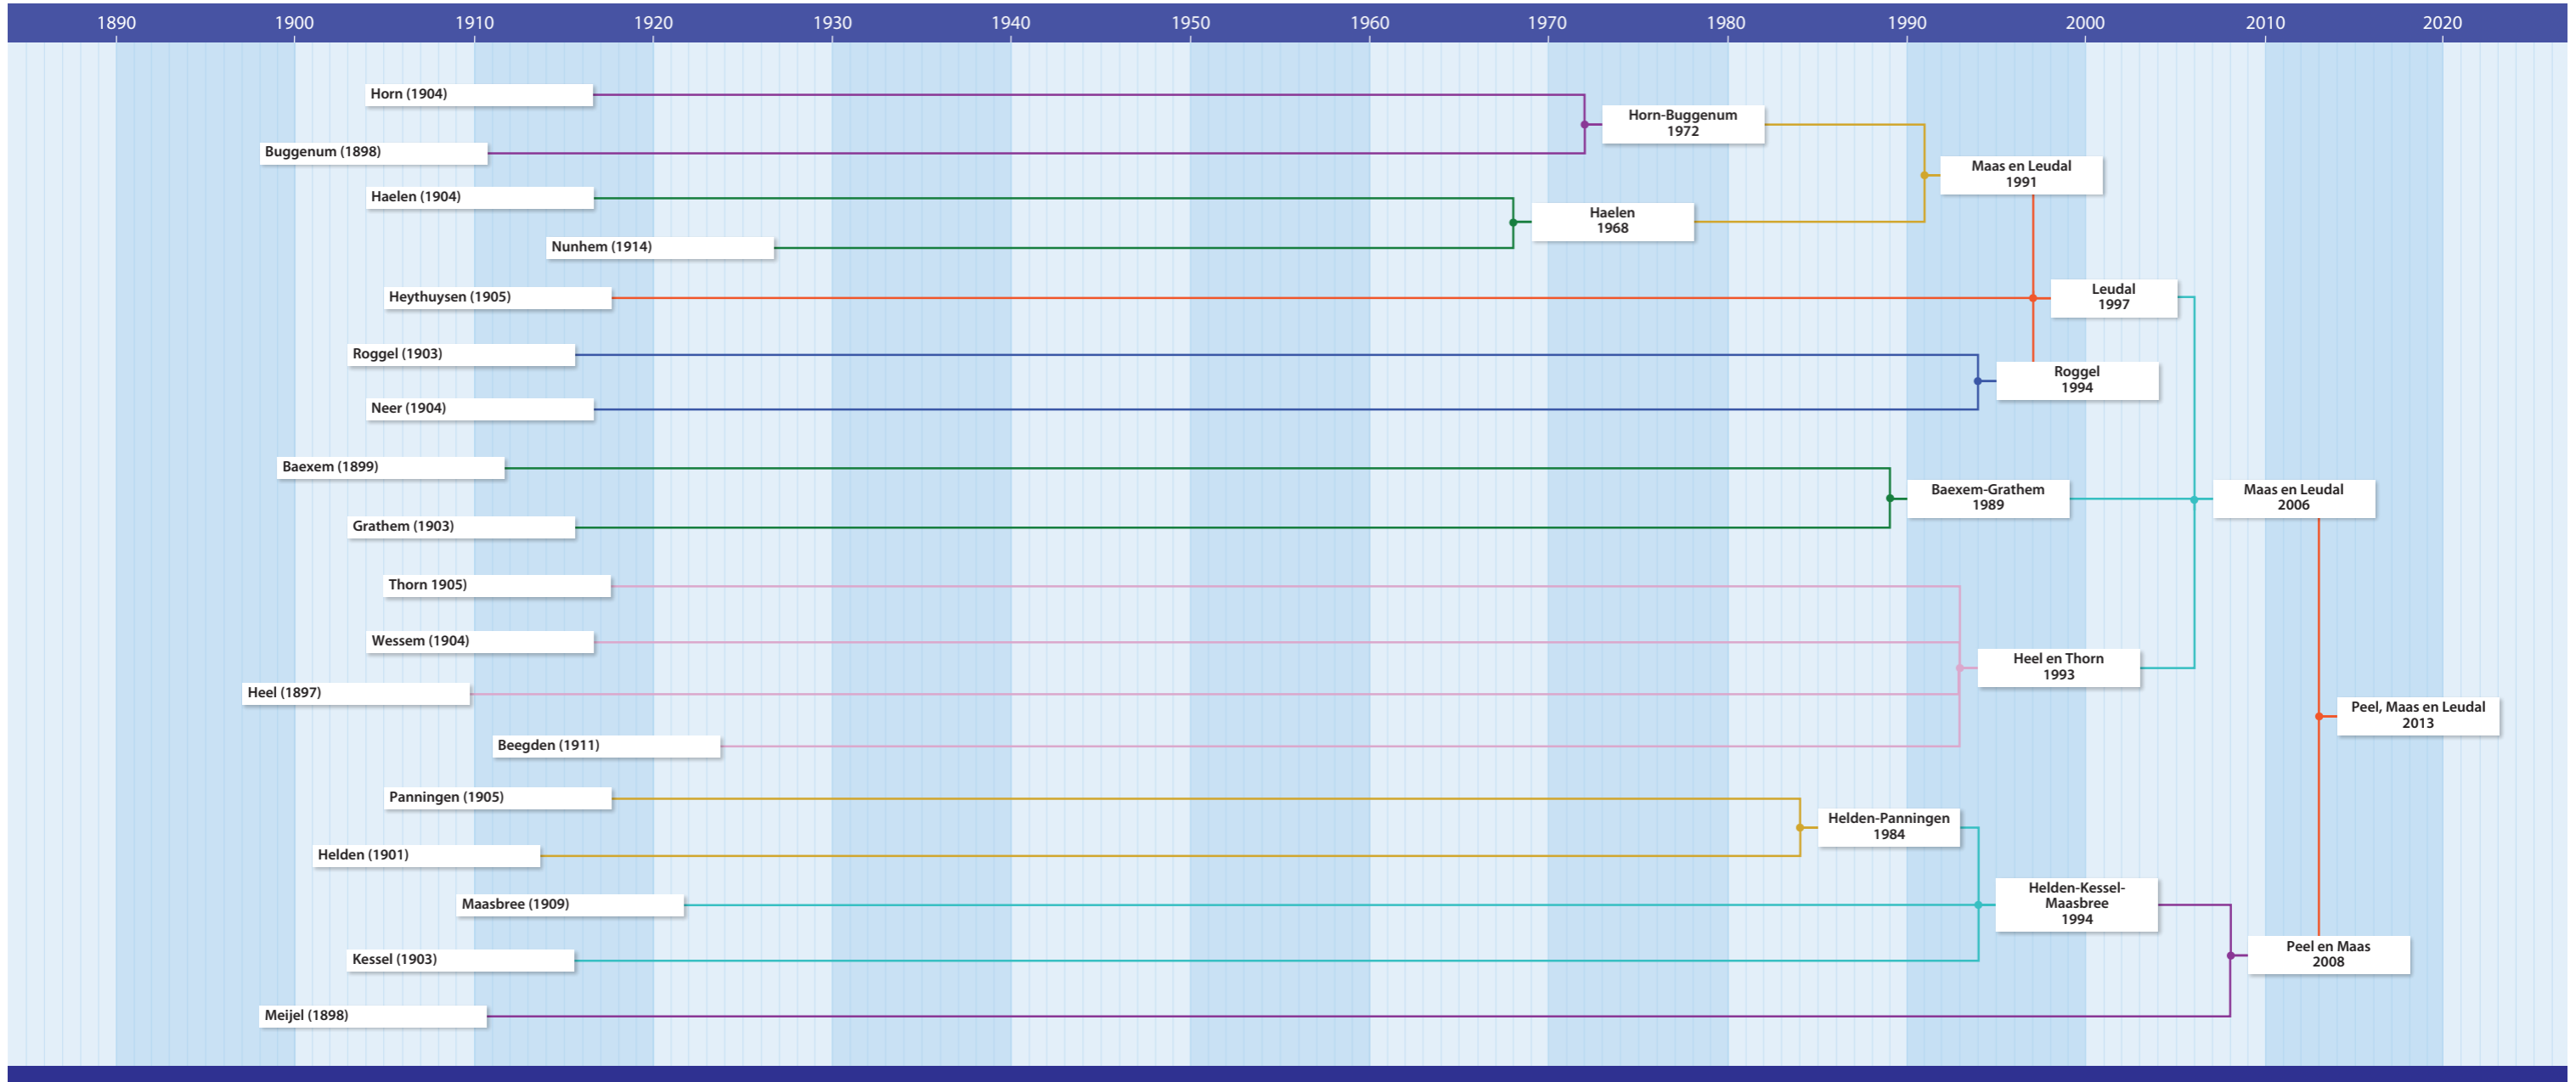 1890 1900 1910 1920 1930 1940 1950 1960 1970 1980 1990 2000 2010 2020
Horn (1904)
Buggenum (1898)
Horn-Buggenum
1972
Haelen (1904)
Nunhem (1914)
Haelen
1968
Maas en Leudal
1991
Heythuysen (1905)
Leudal
1997
Roggel (1903)
Neer (1904)
Roggel
1994
Baexem (1899)
Grathem (1903)
Baexem-Grathem
1989
Maas en Leudal
2006
Thorn 1905)
Wessem (1904)
Heel (1897)
Beegden (1911)
Heel en Thorn
1993
Peel, Maas en Leudal
2013
Panningen (1905)
Helden (1901)
Helden-Panningen
1984
Maasbree (1909)
Kessel (1903)
Helden-Kessel-
Maasbree
1994
Meijel (1898)
Peel en Maas
2008